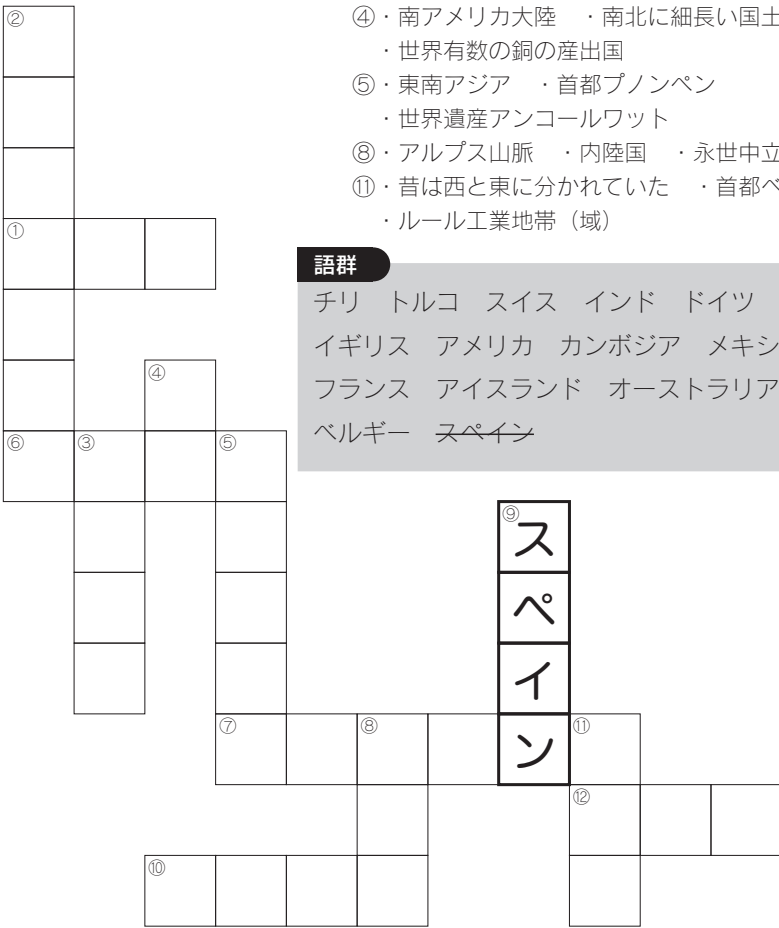 ④・南アメリカ大陸　・南北に細長い国土
・世界有数の銅の産出国
⑤・東南アジア　・首都プノンペン
・世界遺産アンコールワット
⑧・アルプス山脈　・内陸国　・永世中立
⑪・昔は西と東に分かれていた　・首都ベ
・ルール工業地帯（域）
語群
チリ　トルコ　スイス　インド　ドイツ
イギリス　アメリカ　カンボジア　メキシ
フランス　アイスランド　オーストラリア
ベルギー　スペイン
②
①
④
⑥ ③ ⑤
⑨
ス
ペ
イ
⑦ ⑧ ン ⑪
⑫
⑩